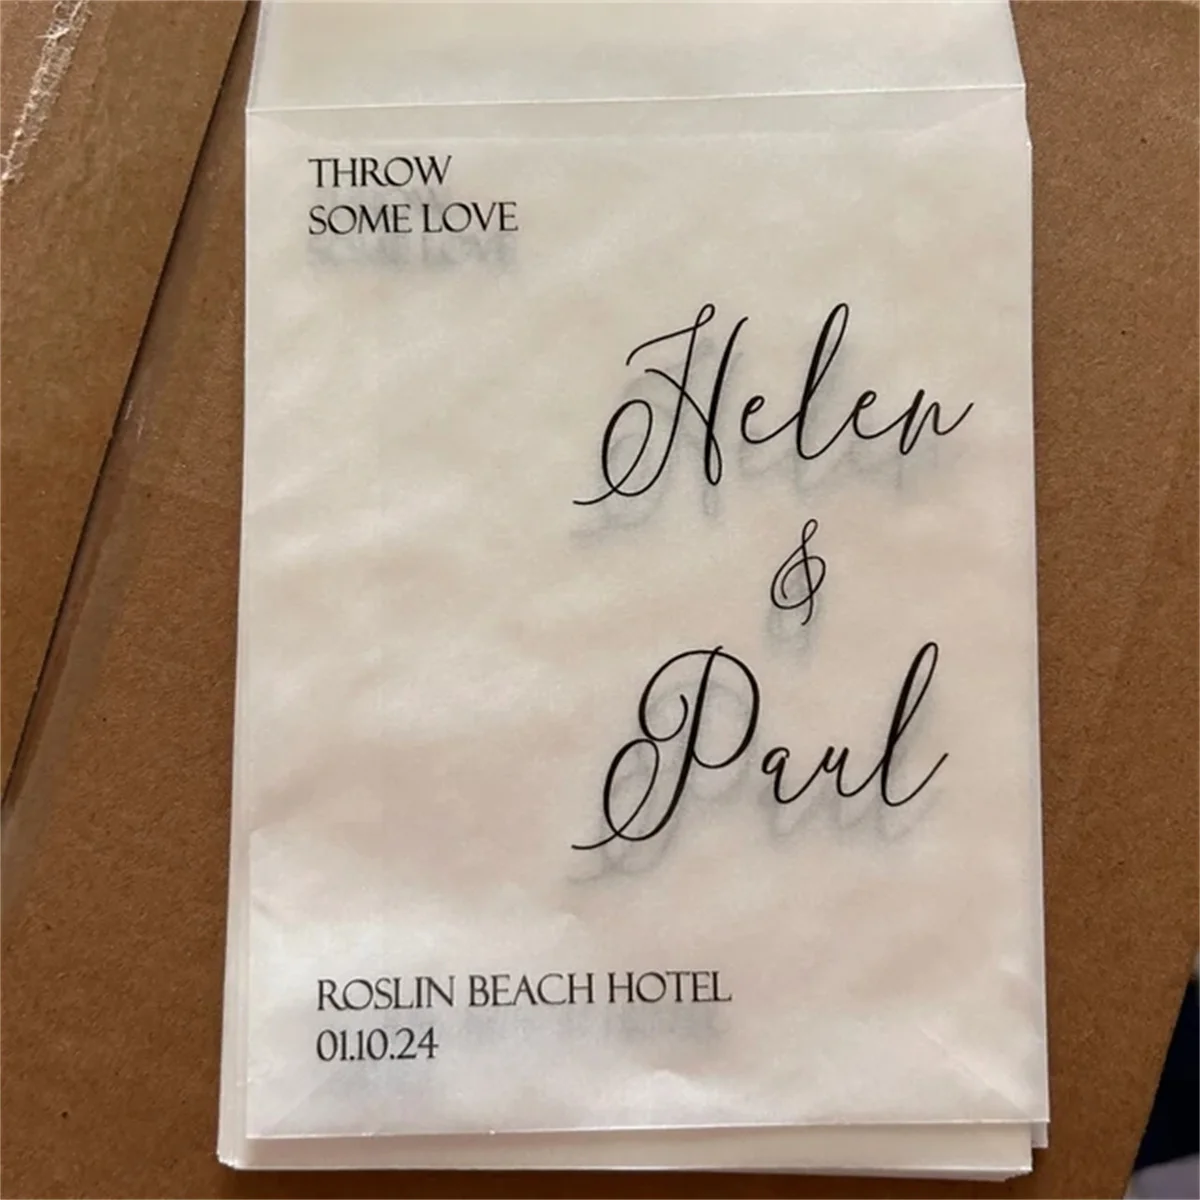 THROW
SOME LOVE
Helen
&
Paul
ROSLIN BEACH HOTEL
01.10.24